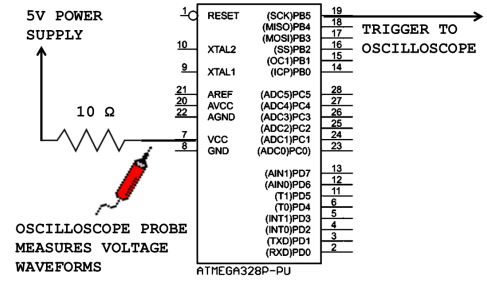 5V POWER
SUPPLY
10 Ω
OSCILLOSCOPE PROBE
MEASURES VOLTAGE
WAVEFORMS
1 RESET
10 XTAL2
9 XTAL1
21 AREF
20 AVCC
22 AGND
7 VCC
8 GND
(SCK)PB5 19
(MISO)PB4 18
(MOSI)PB3 17
(SS)PB2 16
(OC1)PB1 15
(ICP)PB0 14
(ADC5)PC5 28
(ADC4)PC4 27
(ADC3)PC3 26
(ADC2)PC2 25
(ADC1)PC1 24
(ADC0)PC0) 23
(AIN1)PD7 13
(AIN0)PD6 12
(T1)PD5 11
(T0)PD4 6
(INT1)PD3 5
(INT0)PD2 4
(TXD)PD1 3
(RXD)PD0 2
ATMEGA328P-PU
TRIGGER TO
OSCILLOSCOPE